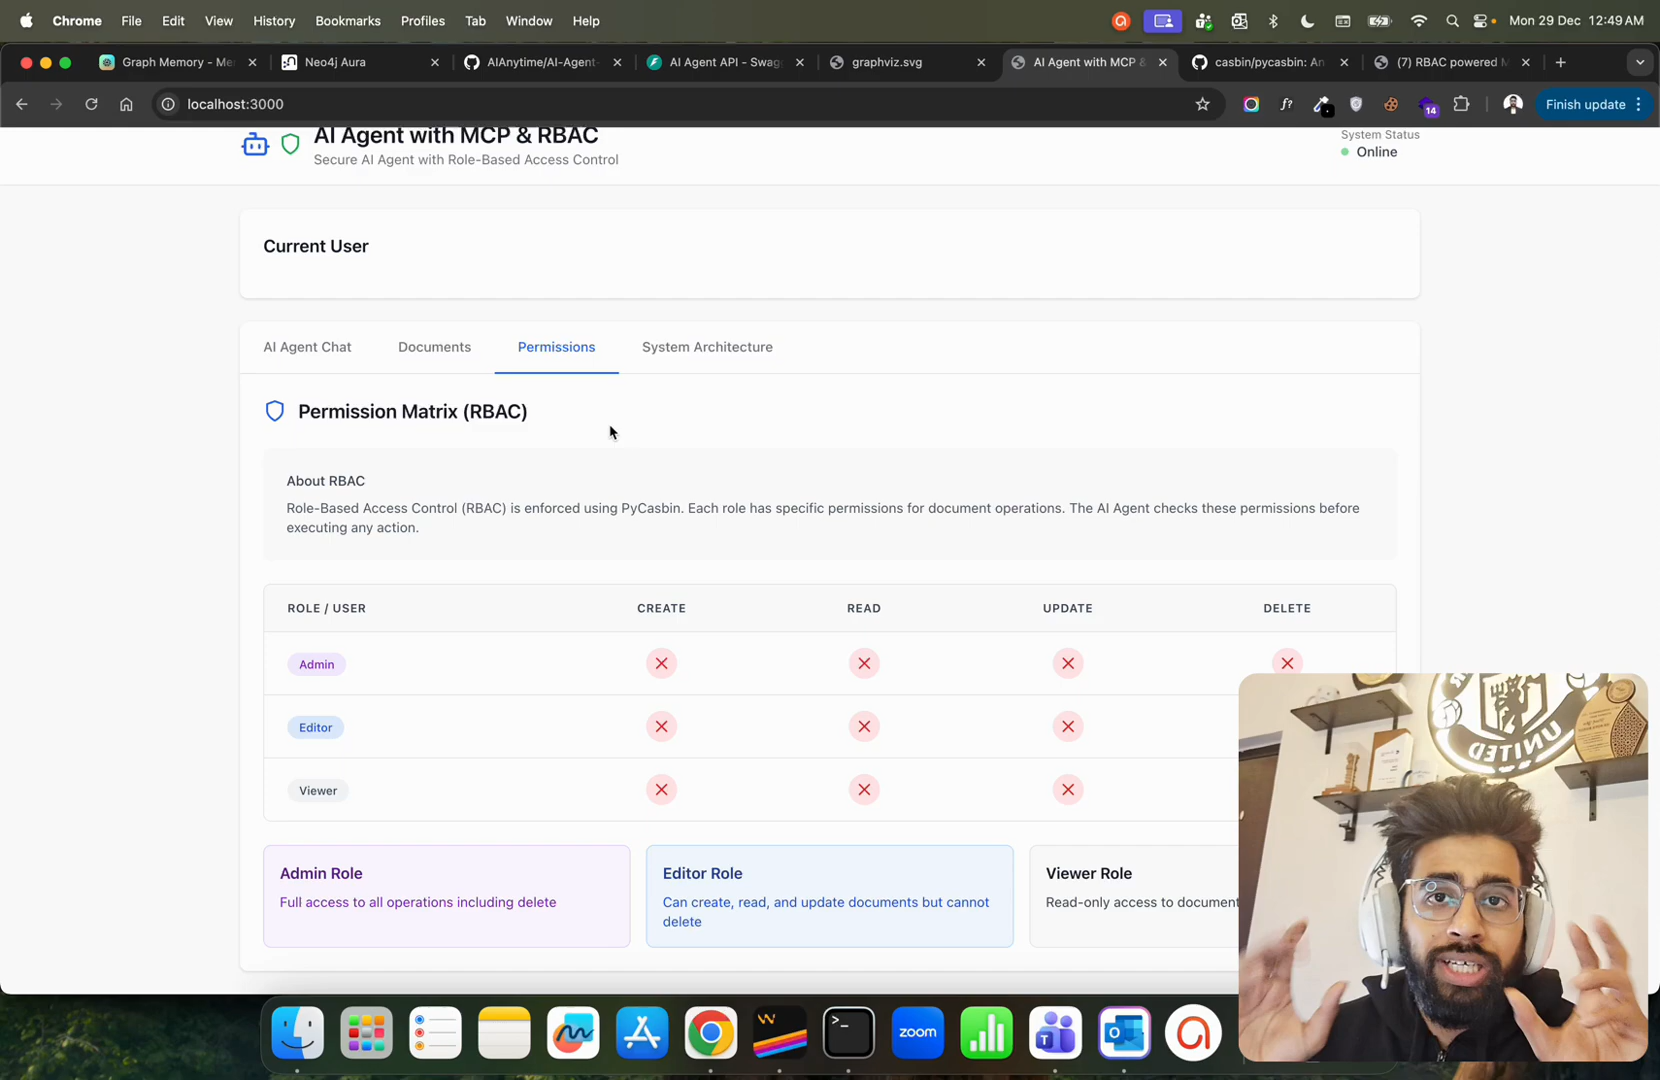 Chrome File Edit View History Bookmarks Profiles Tab Window Help Mon 29 Dec 12:49 AM
Graph Memory - Me Neo4j Aura AIAnytime/AI-Agent- AI Agent API - Swag graphviz.svg AI Agent with MCP & casbin/pycasbin: An (7) RBAC powered M
localhost:3000 f? 14 Finish update
AI Agent with MCP & RBAC
Secure AI Agent with Role-Based Access Control
System Status
Online
Current User
AI Agent Chat Documents Permissions System Architecture
Permission Matrix (RBAC)
About RBAC
Role-Based Access Control (RBAC) is enforced using PyCasbin. Each role has specific permissions for document operations. The AI Agent checks these permissions before
executing any action.
ROLE / USER CREATE READ UPDATE DELETE
Admin
Editor
Viewer
UNITED
Admin Role
Full access to all operations including delete
Editor Role
Can create, read, and update documents but cannot
delete
Viewer Role
Read-only access to document
zoom